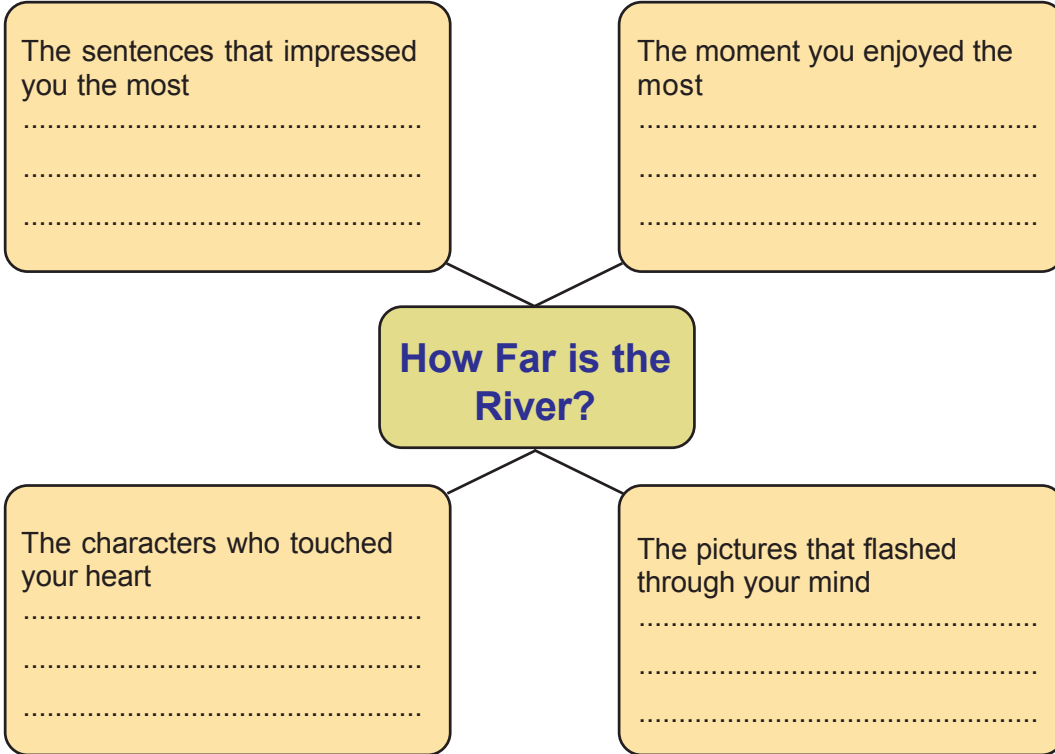 The sentences that impressed
you the most
..................................................
..................................................
..................................................
The moment you enjoyed the
most
..................................................
..................................................
..................................................
How Far is the
River?
The characters who touched
your heart
..................................................
..................................................
..................................................
The pictures that flashed
through your mind
..................................................
..................................................
..................................................